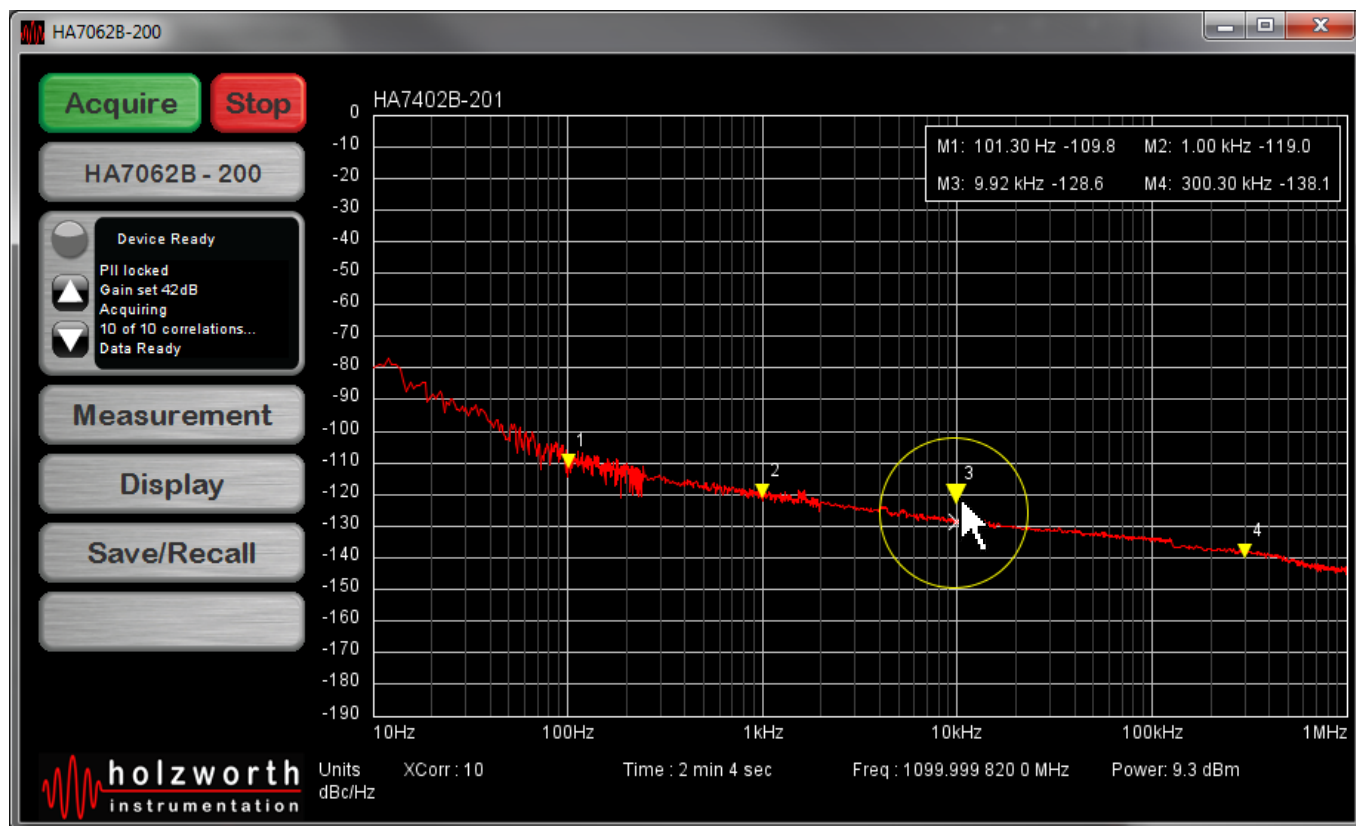 HA7062B-200
Acquire
Stop
HA7062B - 200
Device Ready
Pll locked
Gain set 42dB
Acquiring
10 of 10 correlations...
Data Ready
Measurement
Display
Save/Recall
holzworth
instrumentation
HA7402B-201
M1: 101.30 Hz -109.8 M2: 1.00 kHz -119.0
M3: 9.92 kHz -128.6 M4: 300.30 kHz -138.1
0
-10
-20
-30
-40
-50
-60
-70
-80
-90
-100
-110
-120
-130
-140
-150
-160
-170
-180
-190
1
2
3
4
10Hz 100Hz 1kHz 10kHz 100kHz 1MHz
Units XCorr : 10 Time : 2 min 4 sec Freq : 1099.999 820 0 MHz Power: 9.3 dBm
dBc/Hz